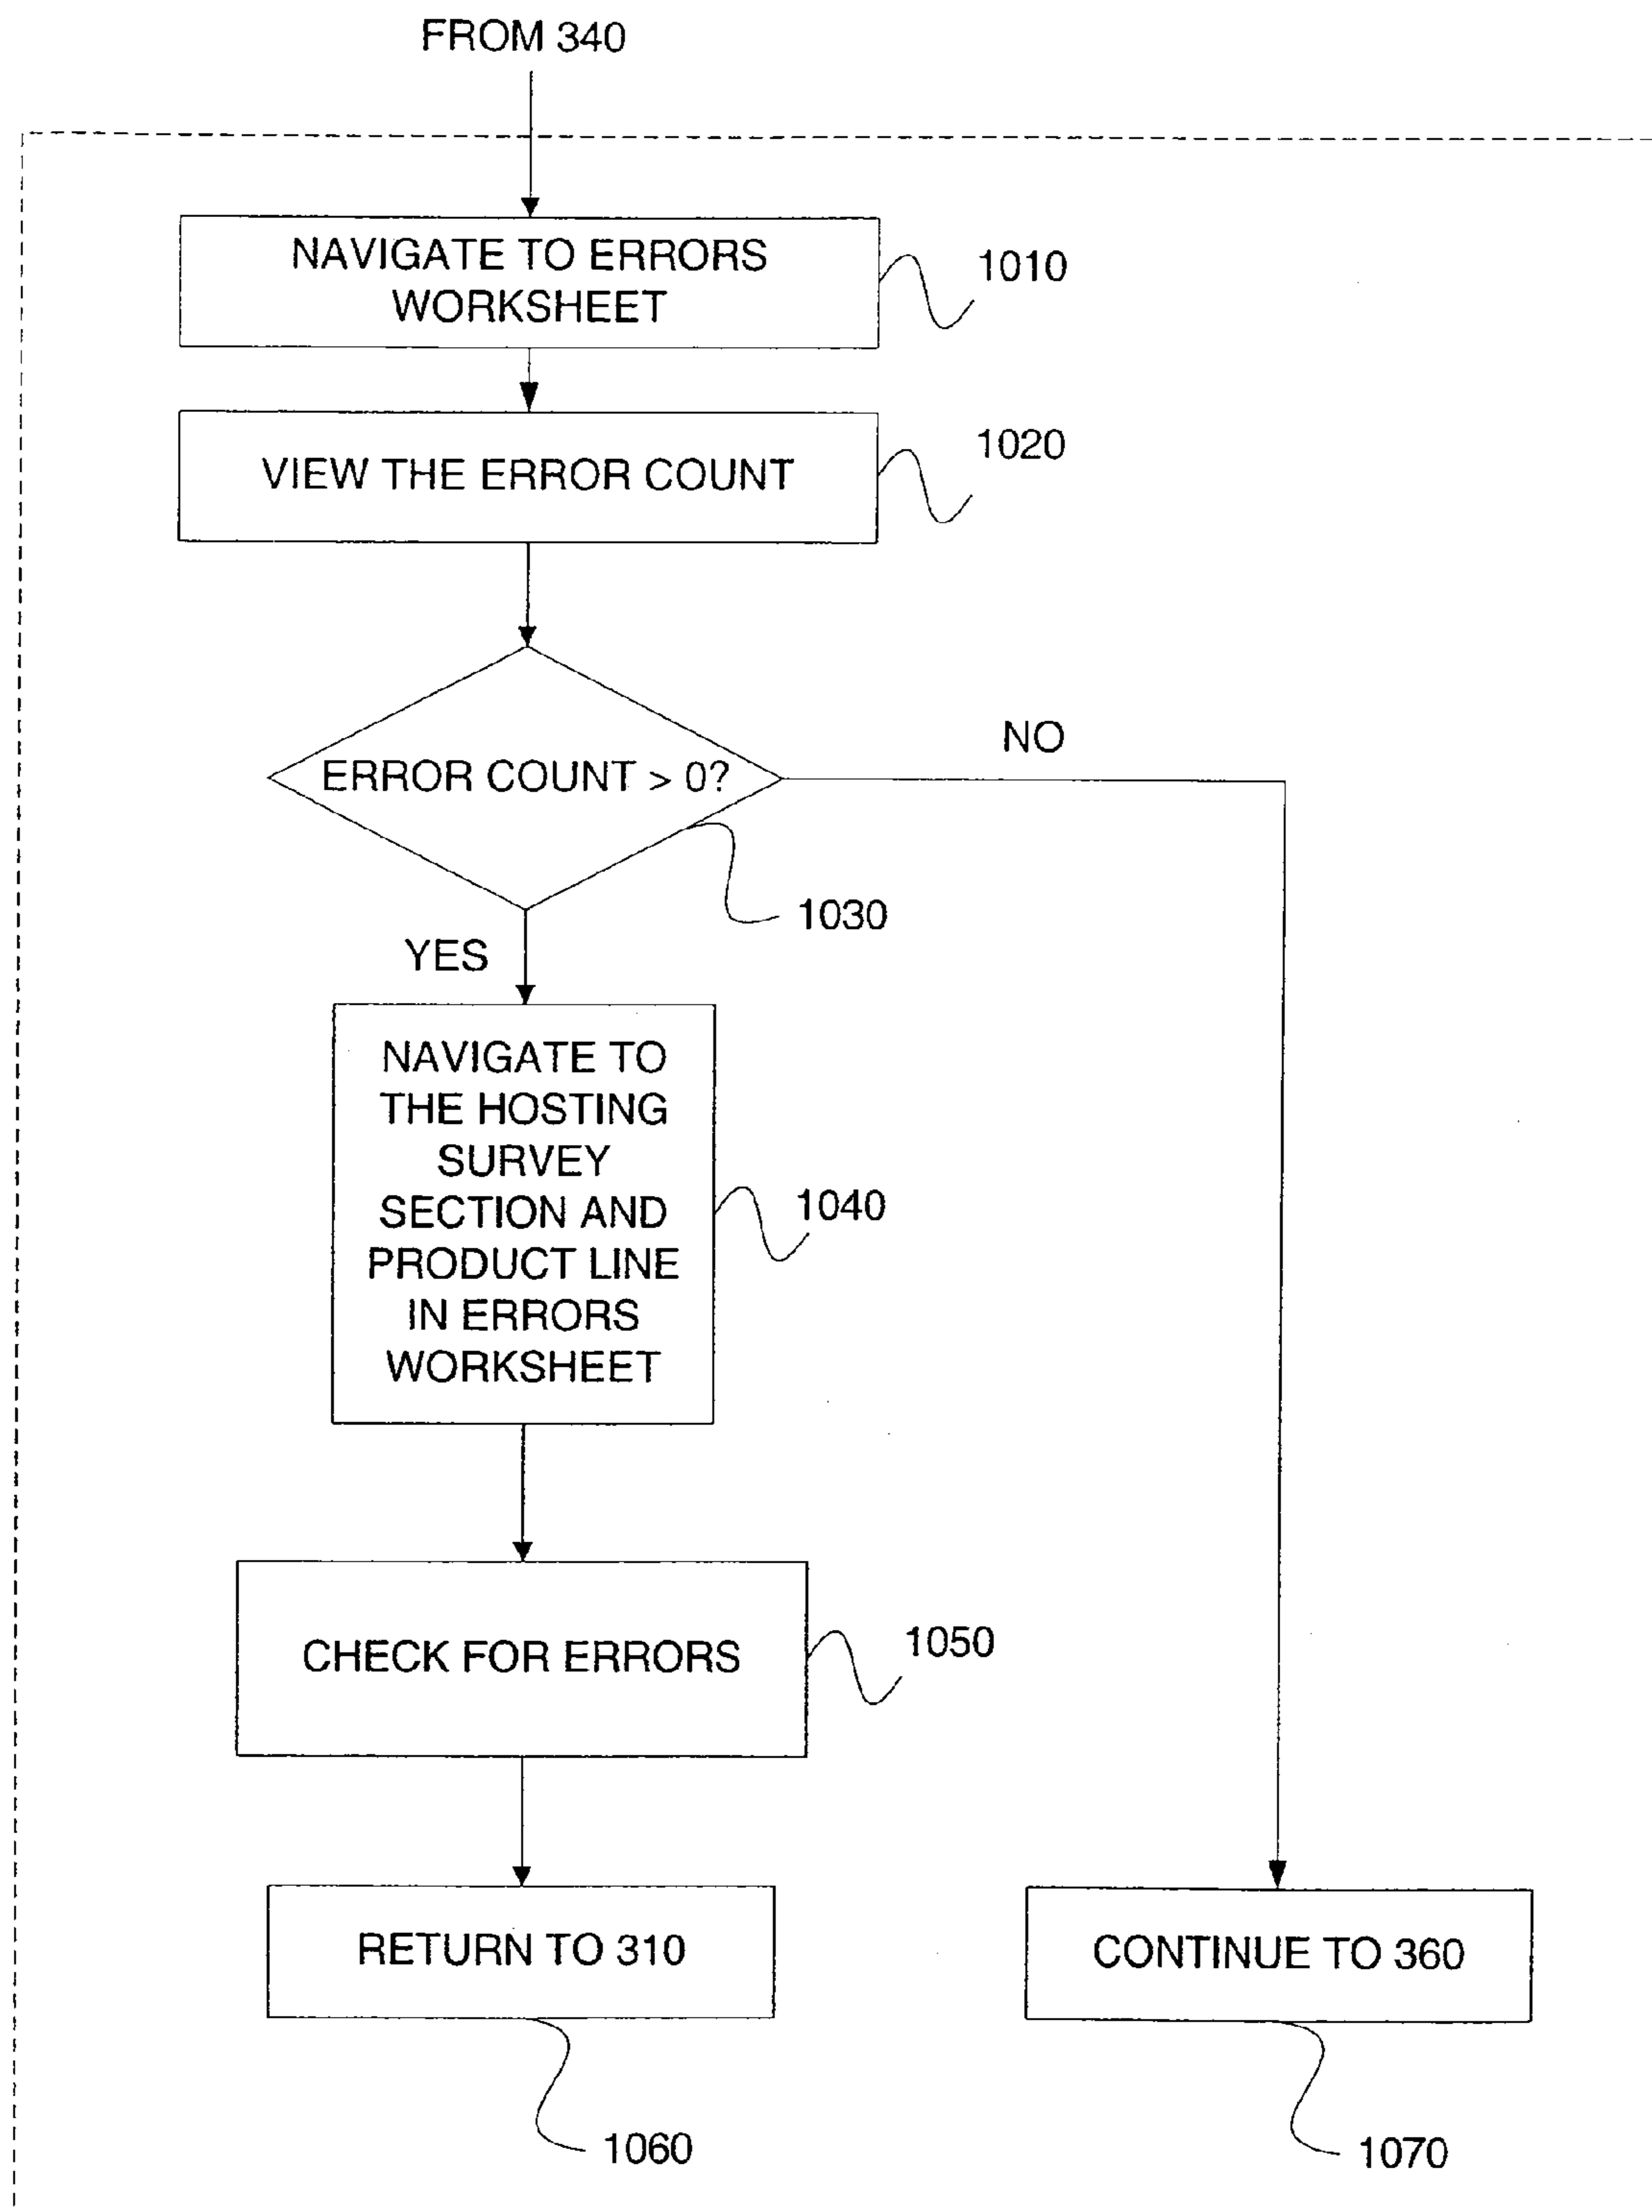 FROM 340
NAVIGATE TO ERRORS
WORKSHEET
1010
VIEW THE ERROR COUNT
1020
ERROR COUNT > 0?
NO
1030
YES
NAVIGATE TO
THE HOSTING
SURVEY
SECTION AND
PRODUCT LINE
IN ERRORS
WORKSHEET
1040
CHECK FOR ERRORS
1050
RETURN TO 310
CONTINUE TO 360
1060
1070